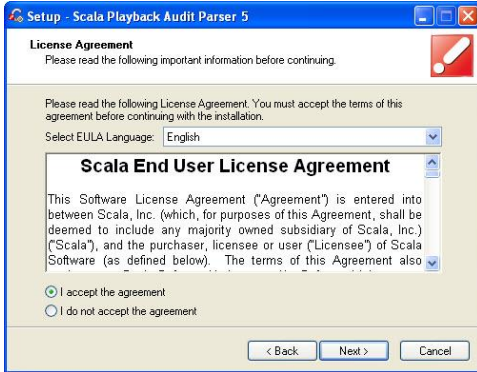 Setup - Scala Playback Audit Parser 5
License Agreement
Please read the following important information before continuing.
Please read the following License Agreement. You must accept the terms of this
agreement before continuing with the installation.
Select EULA Language: English
Scala End User License Agreement
This Software License Agreement ("Agreement") is entered into
between Scala, Inc. (which, for purposes of this Agreement, shall be
deemed to include any majority owned subsidiary of Scala, Inc.)
("Scala"), and the purchaser, licensee or user ("Licensee") of Scala
Software (as defined below). The terms of this Agreement also
I accept the agreement
I do not accept the agreement
< Back Next > Cancel